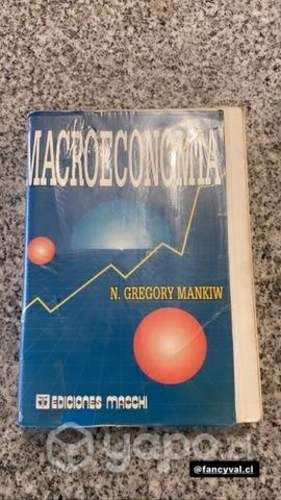 MACROECONOMIA
N. GREGORY MANKIW
EDICIONES MACCHI
yapo.cl
@fancyval.cl